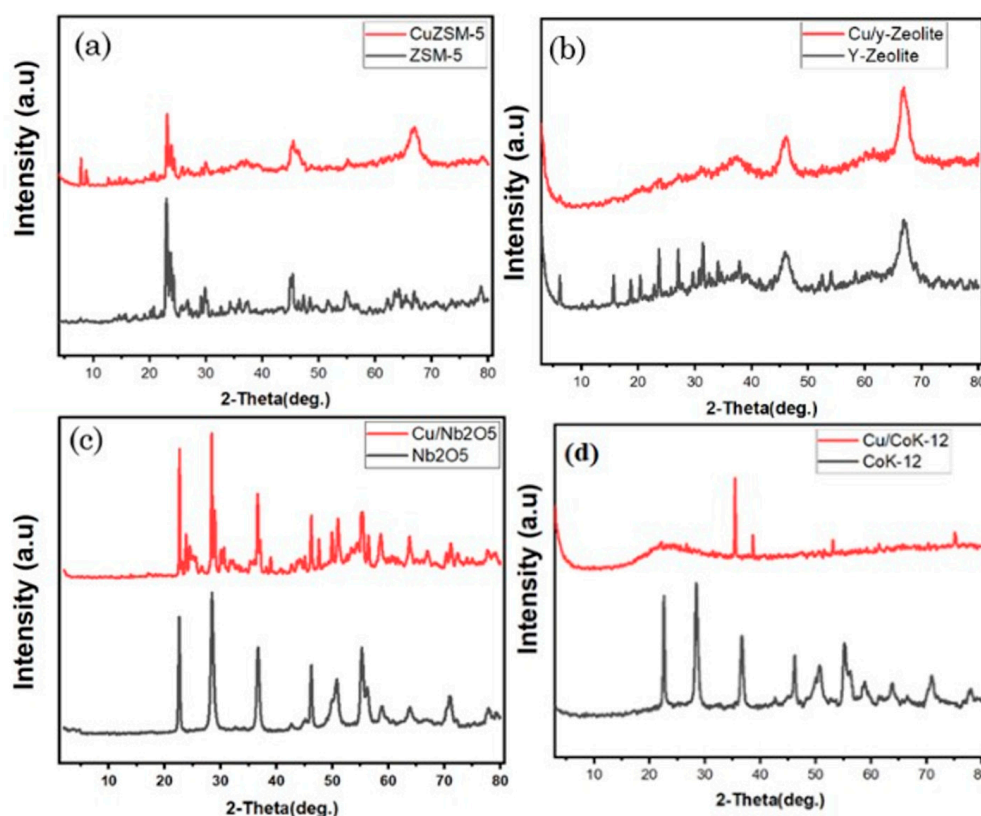 (a)
CuZSM-5
ZSM-5
Intensity (a.u)
10 20 30 40 50 60 70 80
2-Theta(deg.)
(b)
Cu/y-Zeolite
Y-Zeolite
Intensity (a.u)
10 20 30 40 50 60 70 80
2-Theta(deg.)
(c)
Cu/Nb2O5
Nb2O5
Intensity (a.u)
10 20 30 40 50 60 70 80
2-Theta(deg.)
(d)
Cu/CoK-12
CoK-12
Intensity (a.u)
10 20 30 40 50 60 70 80
2-Theta(deg.)